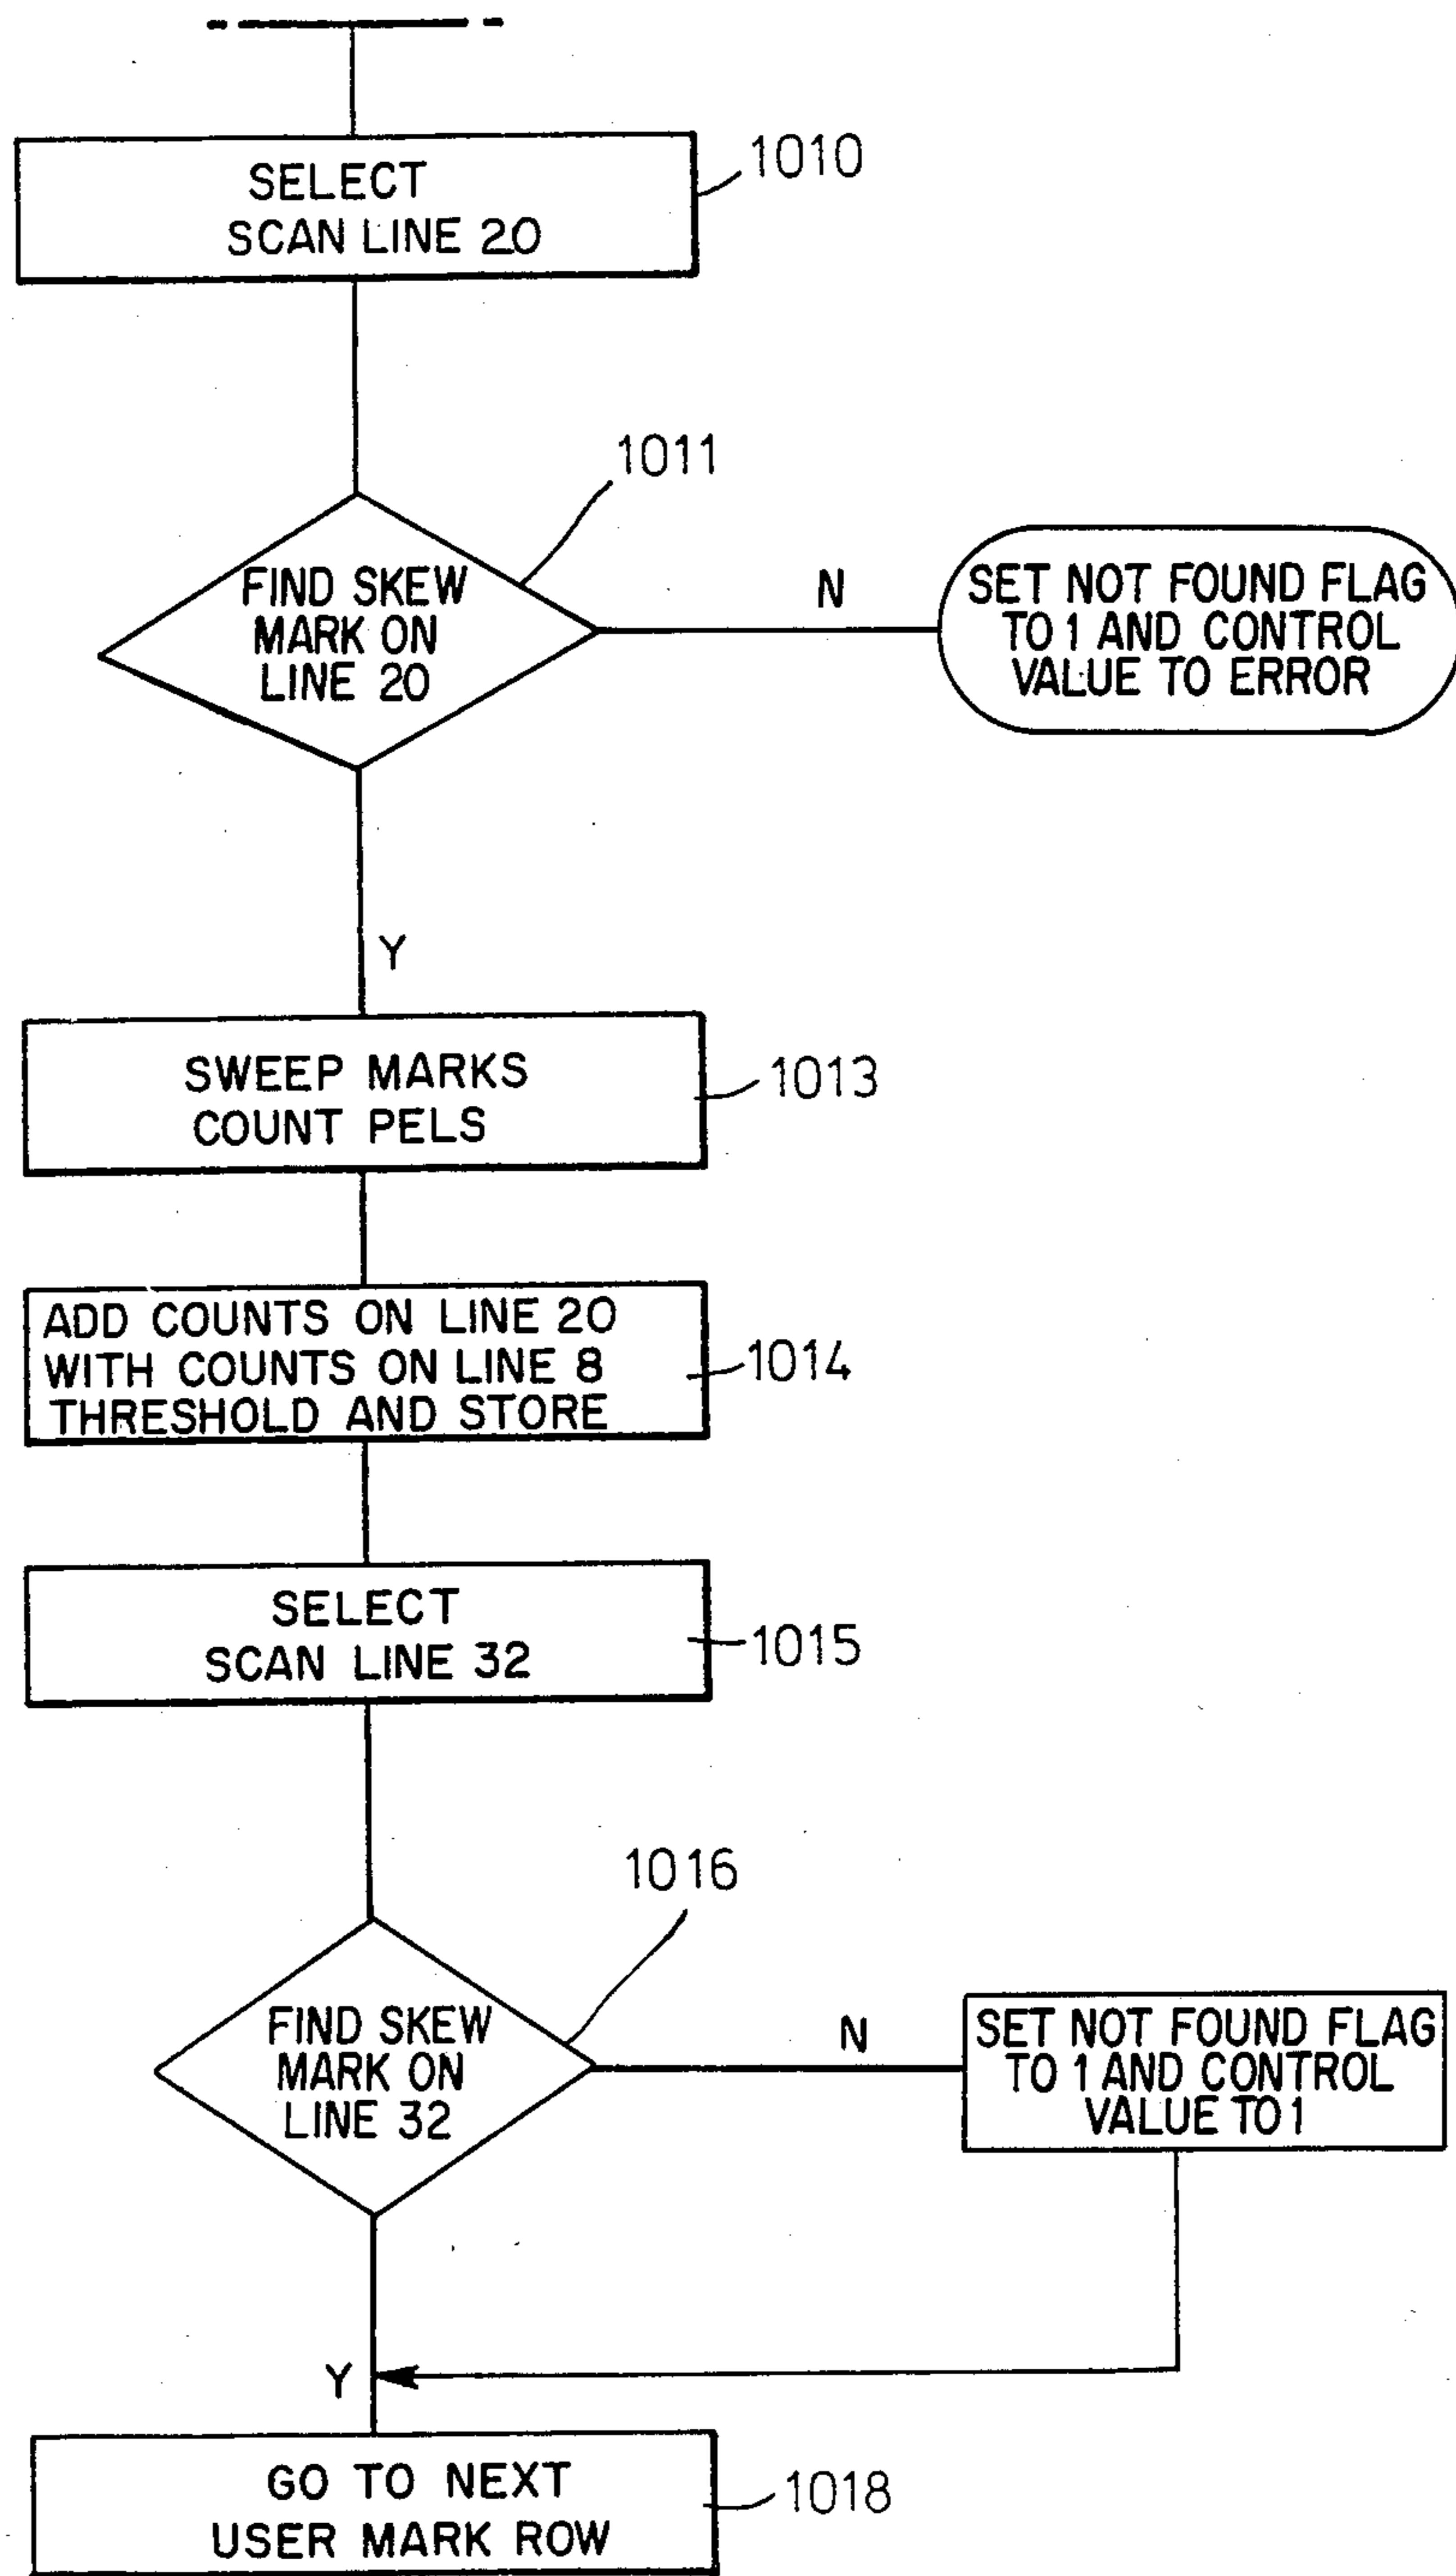 SELECT
SCAN LINE 20
1010
1011
FIND SKEW
MARK ON
LINE 20
N
SET NOT FOUND FLAG
TO 1 AND CONTROL
VALUE TO ERROR
Y
SWEEP MARKS
COUNT PELS
1013
ADD COUNTS ON LINE 20
WITH COUNTS ON LINE 8
THRESHOLD AND STORE
1014
SELECT
SCAN LINE 32
1015
1016
FIND SKEW
MARK ON
LINE 32
N
SET NOT FOUND FLAG
TO 1 AND CONTROL
VALUE TO 1
Y
GO TO NEXT
USER MARK ROW
1018